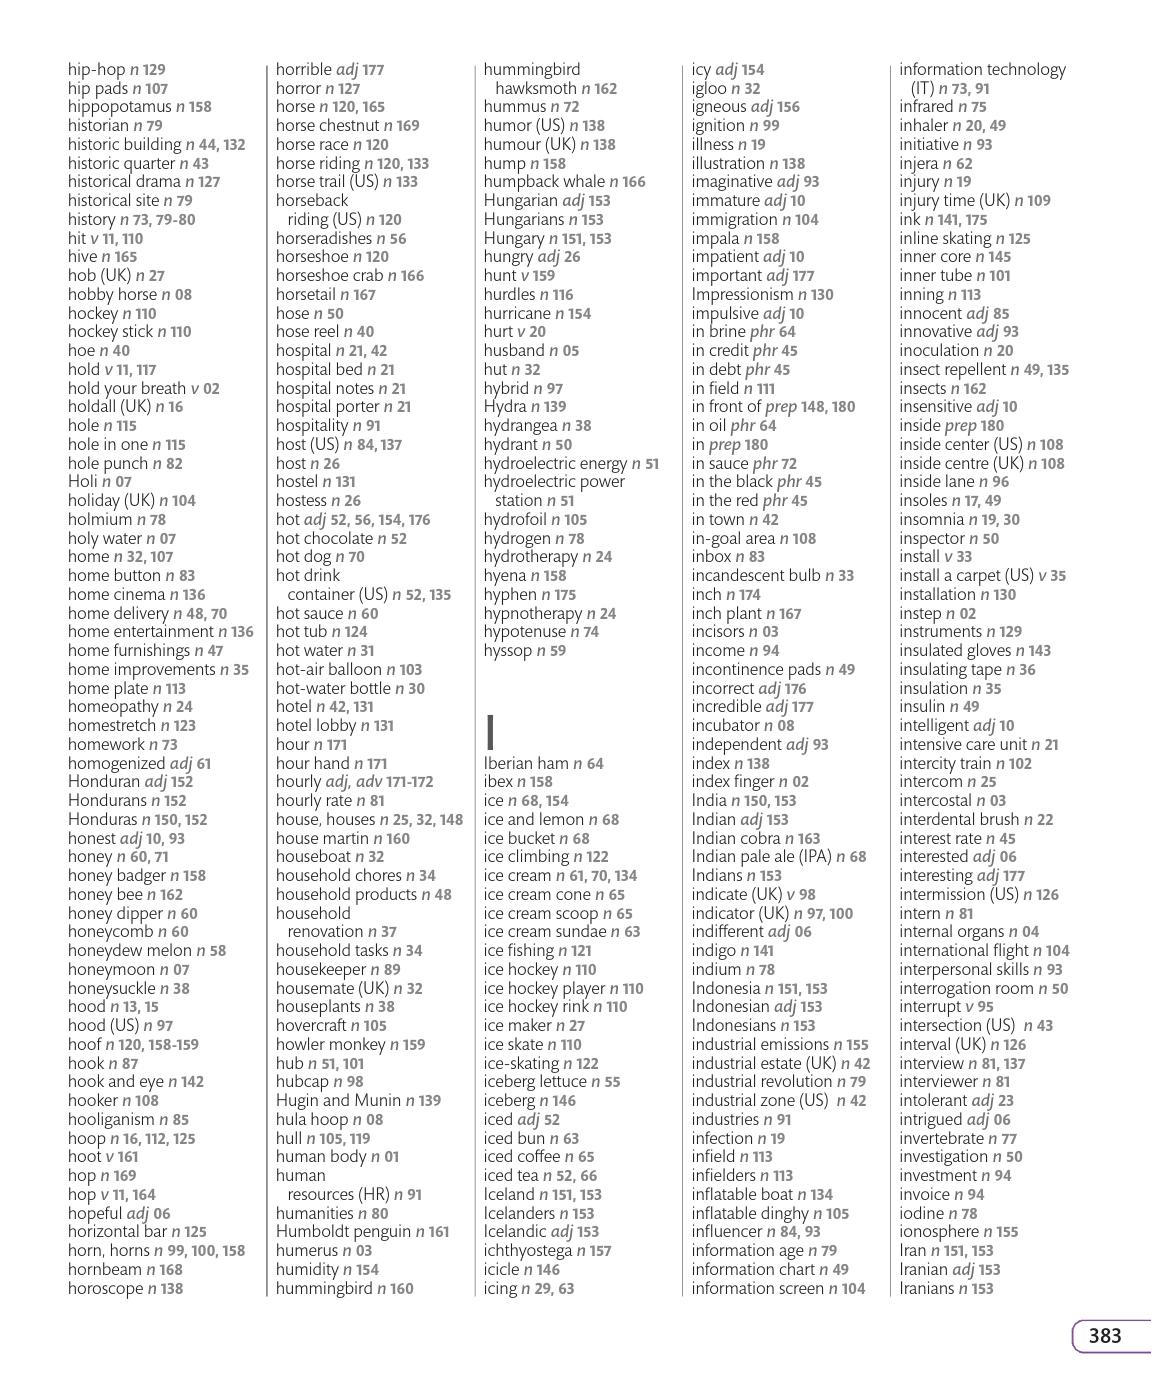 hip-hop n 129
hip pads n 107
hippopotamus n 158
historian n 79
historic building n 44, 132
historic quarter n 43
historical drama n 127
historical site n 79
history n 73, 79-80
hit v 11, 110
hive n 165
hob (UK) n 27
hobby horse n 08
hockey n 110
hockey stick n 110
hoe n 40
hold v 11, 117
hold your breath v 02
holdall (UK) n 16
hole n 115
hole in one n 115
hole punch n 82
Holi n 07
holiday (UK) n 104
holmium n 78
holy water n 07
home n 32, 107
home button n 83
home cinema n 136
home delivery n 48, 70
home entertainment n 136
home furnishings n 47
home improvements n 35
home plate n 113
homeopathy n 24
homestretch n 123
homework n 73
homogenized adj 61
Honduran adj 152
Hondurans n 152
Honduras n 150, 152
honest adj 10, 93
honey n 60, 71
honey badger n 158
honey bee n 162
honey dipper n 60
honeycomb n 60
honeydew melon n 58
honeymoon n 07
honeysuckle n 38
hood n 13, 15
hood (US) n 97
hoof n 120, 158-159
hook n 87
hook and eye n 142
hooker n 108
hooliganism n 85
hoop n 16, 112, 125
hoot v 161
hop n 169
hop v 11, 164
hopeful adj 06
horizontal bar n 125
horn, horns n 99, 100, 158
hornbeam n 168
horoscope n 138
horrible adj 177
horror n 127
horse n 120, 165
horse chestnut n 169
horse race n 120
horse riding n 120, 133
horse trail (US) n 133
horseback
riding (US) n 120
horseradishes n 56
horseshoe n 120
horseshoe crab n 166
horsetail n 167
hose n 50
hose reel n 40
hospital n 21, 42
hospital bed n 21
hospital notes n 21
hospital porter n 21
hospitality n 91
host (US) n 84, 137
host n 26
hostel n 131
hostess n 26
hot adj 52, 56, 154, 176
hot chocolate n 52
hot dog n 70
hot drink
container (US) n 52, 135
hot sauce n 60
hot tub n 124
hot water n 31
hot-air balloon n 103
hot-water bottle n 30
hotel n 42, 131
hotel lobby n 131
hour n 171
hour hand n 171
hourly adj, adv 171-172
hourly rate n 81
house, houses n 25, 32, 148
house martin n 160
houseboat n 32
household chores n 34
household products n 48
household
renovation n 37
household tasks n 34
housekeeper n 89
housemate (UK) n 32
houseplants n 38
hovercraft n 105
howler monkey n 159
hub n 51, 101
hubcap n 98
Hugin and Munin n 139
hula hoop n 08
hull n 105, 119
human body n 01
human
resources (HR) n 91
humanities n 80
Humboldt penguin n 161
humerus n 03
humidity n 154
hummingbird n 160
hummingbird
hawksmoth n 162
hummus n 72
humor (US) n 138
humour (UK) n 138
hump n 158
humpback whale n 166
Hungarian adj 153
Hungarians n 153
Hungary n 151, 153
hungry adj 26
hunt v 159
hurdles n 116
hurricane n 154
hurt v 20
husband n 05
hut n 32
hybrid n 97
Hydra n 139
hydrangea n 38
hydrant n 50
hydroelectric energy n 51
hydroelectric power
station n 51
hydrofoil n 105
hydrogen n 78
hydrotherapy n 24
hyena n 158
hyphen n 175
hypnotherapy n 24
hypotenuse n 74
hyssop n 59
I
Iberian ham n 64
ibex n 158
ice n 68, 154
ice and lemon n 68
ice bucket n 68
ice climbing n 122
ice cream n 61, 70, 134
ice cream cone n 65
ice cream scoop n 65
ice cream sundae n 63
ice fishing n 121
ice hockey n 110
ice hockey player n 110
ice hockey rink n 110
ice maker n 27
ice skate n 110
ice-skating n 122
iceberg lettuce n 55
iceberg n 146
iced adj 52
iced bun n 63
iced coffee n 65
iced tea n 52, 66
Iceland n 151, 153
Icelanders n 153
Icelandic adj 153
ichthyostega n 157
icicle n 146
icing n 29, 63
icy adj 154
igloo n 32
igneous adj 156
ignition n 99
illness n 19
illustration n 138
imaginative adj 93
immature adj 10
immigration n 104
impala n 158
impatient adj 10
important adj 177
Impressionism n 130
impulsive adj 10
in brine phr 64
in credit phr 45
in debt phr 45
in field n 111
in front of prep 148, 180
in oil phr 64
in prep 180
in sauce phr 72
in the black phr 45
in the red phr 45
in town n 42
in-goal area n 108
inbox n 83
incandescent bulb n 33
inch n 174
inch plant n 167
incisors n 03
income n 94
incontinence pads n 49
incorrect adj 176
incredible adj 177
incubator n 08
independent adj 93
index n 138
index finger n 02
India n 150, 153
Indian adj 153
Indian cobra n 163
Indian pale ale (IPA) n 68
Indians n 153
indicate (UK) v 98
indicator (UK) n 97, 100
indifferent adj 06
indigo n 141
indium n 78
Indonesia n 151, 153
Indonesian adj 153
Indonesians n 153
industrial emissions n 155
industrial estate (UK) n 42
industrial revolution n 79
industrial zone (US) n 42
industries n 91
infection n 19
infield n 113
infielders n 113
inflatable boat n 134
inflatable dinghy n 105
influencer n 84, 93
information age n 79
information chart n 49
information screen n 104
information technology
(IT) n 73, 91
infrared n 75
inhaler n 20, 49
initiative n 93
injera n 62
injury n 19
injury time (UK) n 109
ink n 141, 175
inline skating n 125
inner core n 145
inner tube n 101
inning n 113
innocent adj 85
innovative adj 93
inoculation n 20
insect repellent n 49, 135
insects n 162
insensitive adj 10
inside prep 180
inside center (US) n 108
inside centre (UK) n 108
inside lane n 96
insoles n 17, 49
insomnia n 19, 30
inspector n 50
install v 33
install a carpet (US) v 35
installation n 130
instep n 02
instruments n 129
insulated gloves n 143
insulating tape n 36
insulation n 35
insulin n 49
intelligent adj 10
intensive care unit n 21
intercity train n 102
intercom n 25
intercostal n 03
interdental brush n 22
interest rate n 45
interested adj 06
interesting adj 177
intermission (US) n 126
intern n 81
internal organs n 04
international flight n 104
interpersonal skills n 93
interrogation room n 50
interrupt v 95
intersection (US) n 43
interval (UK) n 126
interview n 81, 137
interviewer n 81
intolerant adj 23
intrigued adj 06
invertebrate n 77
investigation n 50
investment n 94
invoice n 94
iodine n 78
ionosphere n 155
Iran n 151, 153
Iranian adj 153
Iranians n 153
383